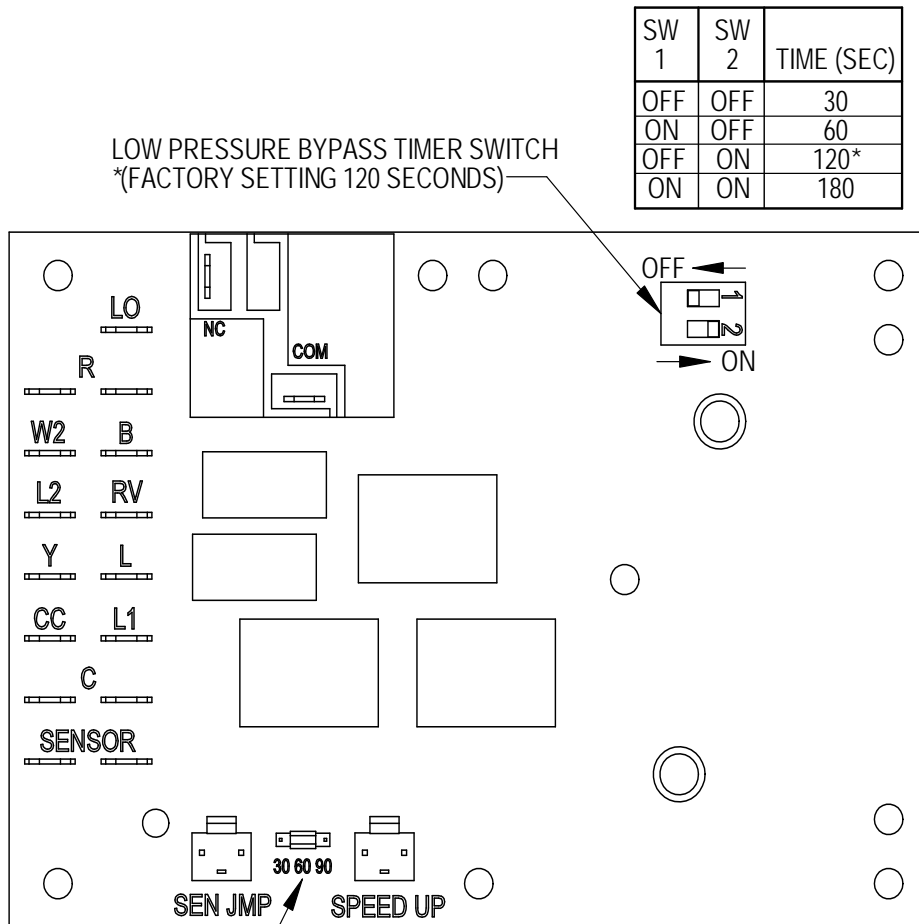 SW 1 SW 2 TIME (SEC)
OFF OFF 30
ON OFF 60
OFF ON 120*
ON ON 180
LOW PRESSURE BYPASS TIMER SWITCH
*(FACTORY SETTING 120 SECONDS)
OFF
1
2
ON
NC
COM
LO
R
W2 B
L2 RV
Y L
CC L1
C
SENSOR
30 60 90
SEN JMP SPEED UP